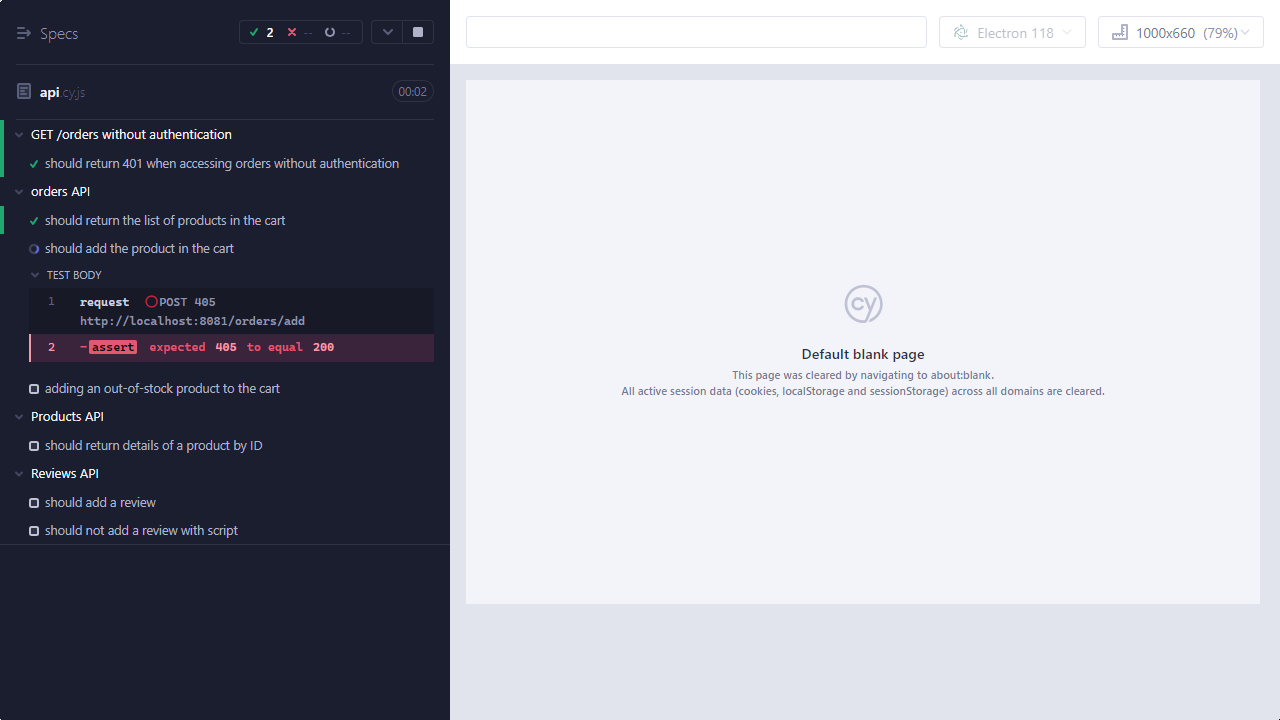 Specs
2 -- --
api.cy.js 00:02
GET /orders without authentication
should return 401 when accessing orders without authentication
orders API
should return the list of products in the cart
should add the product in the cart
TEST BODY
1 request POST 405
http://localhost:8081/orders/add
2 -assert expected 405 to equal 200
adding an out-of-stock product to the cart
Products API
should return details of a product by ID
Reviews API
should add a review
should not add a review with script
Electron 118
1000x660 (79%)
cy
Default blank page
This page was cleared by navigating to about:blank.
All active session data (cookies, localStorage and sessionStorage) across all domains are cleared.